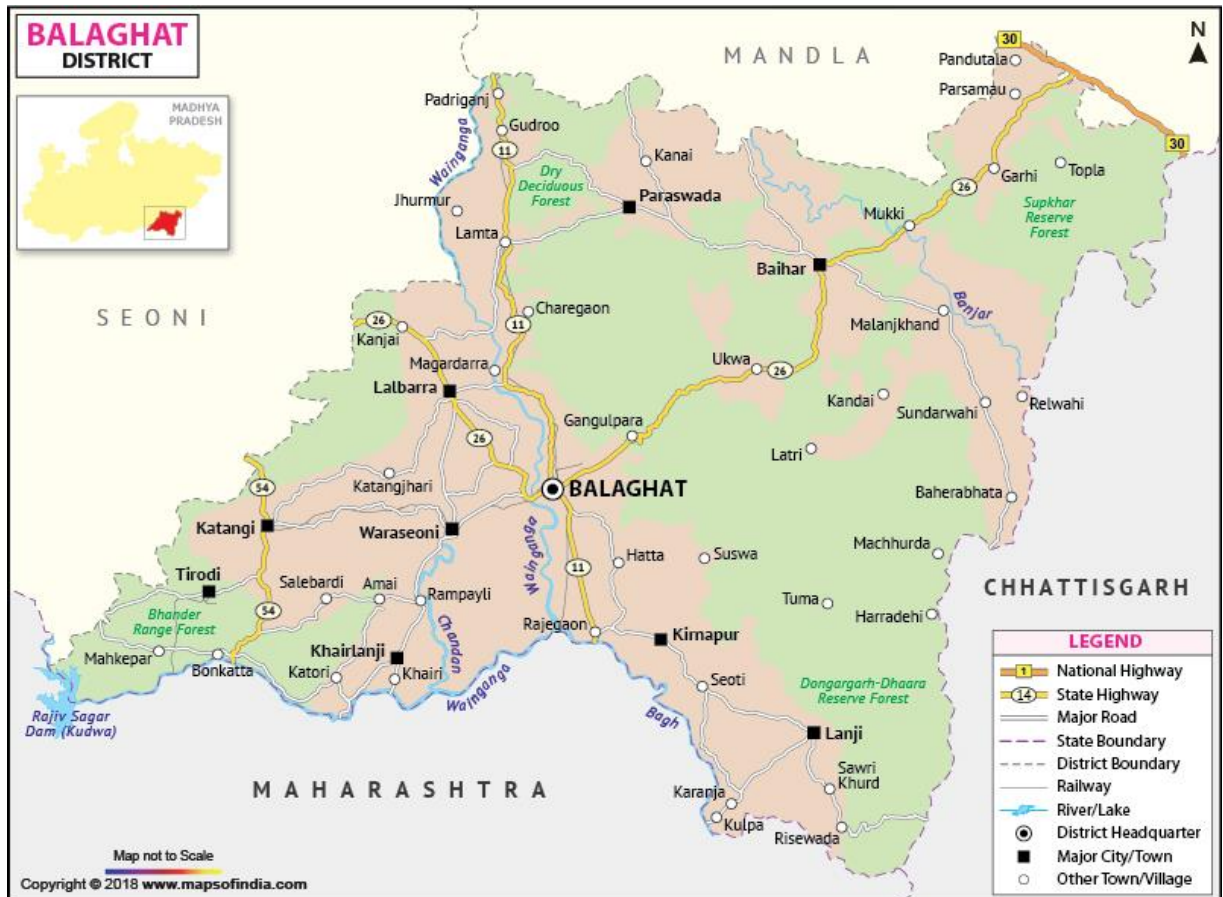 BALAGHAT
DISTRICT
MADHYA
PRADESH
N
MANDLA
30
Pandutala
Parsamau
30
Padriganj
Gudroo
11
Wainganga
Kanai
Dry
Deciduous
Forest
Garhi
Topla
26
Supkhar
Reserve
Forest
Jhurmur
Paraswada
Mukki
Lamta
Baihar
Banjar
SEONI
Charegaon
11
Malanjkhand
26
Kanjai
Magardarra
Ukwa
26
Lalbarra
Kandai
Sundarwahi
Relwahi
Gangulpara
26
Latri
54
Katangjhari
BALAGHAT
Baherabhata
Katangi
Waraseoni
Wainganga
Machhurda
Hatta
Suswa
11
CHHATTISGARH
Tirodi
Salebardi
Amai
Rampayli
Tuma
Harradehi
54
Bhander
Range Forest
Chandan
Rajegaon
Kirnapur
Mahkepar
Bonkatta
Khairlanji
Katori
Khairi
Wainganga
Seoti
Dongargarh-Dhaara
Reserve Forest
Bagh
Rajiv Sagar
Dam (Kudwa)
Lanji
MAHARASHTRA
Sawri
Khurd
Karanja
Kulpa
Risewada
LEGEND
1 National Highway
14 State Highway
Major Road
State Boundary
District Boundary
Railway
River/Lake
District Headquarter
Major City/Town
Other Town/Village
Map not to Scale
Copyright © 2018 www.mapsofindia.com